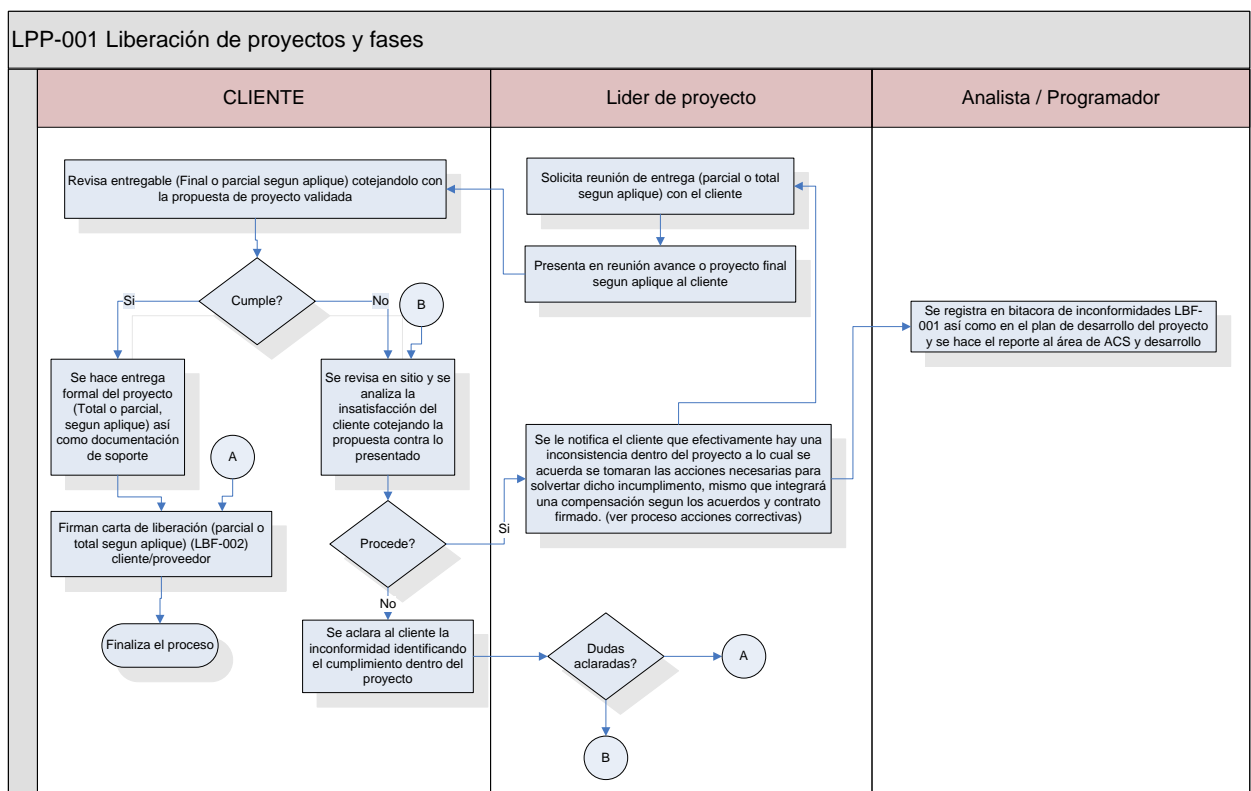 LPP-001 Liberación de proyectos y fases
CLIENTE
Lider de proyecto
Analista / Programador
Revisa entregable (Final o parcial segun aplique) cotejandolo con
la propuesta de proyecto validada
Solicita reunión de entrega (parcial o total
segun aplique) con el cliente
Presenta en reunión avance o proyecto final
segun aplique al cliente
Cumple?
Si
No
B
Se registra en bitacora de inconformidades LBF-
001 así como en el plan de desarrollo del proyecto
y se hace el reporte al área de ACS y desarrollo
Se hace entrega
formal del proyecto
(Total o parcial,
segun aplique) así
como documentación
de soporte
Se revisa en sitio y se
analiza la
insatisfacción del
cliente cotejando la
propuesta contra lo
presentado
A
Se le notifica el cliente que efectivamente hay una
inconsistencia dentro del proyecto a lo cual se
acuerda se tomaran las acciones necesarias para
solvertar dicho incumplimento, mismo que integrará
una compensación segun los acuerdos y contrato
firmado. (ver proceso acciones correctivas)
Firman carta de liberación (parcial o
total segun aplique) (LBF-002)
cliente/proveedor
Procede?
Si
No
Finaliza el proceso
Se aclara al cliente la
inconformidad identificando
el cumplimiento dentro del
proyecto
Dudas
aclaradas?
A
B